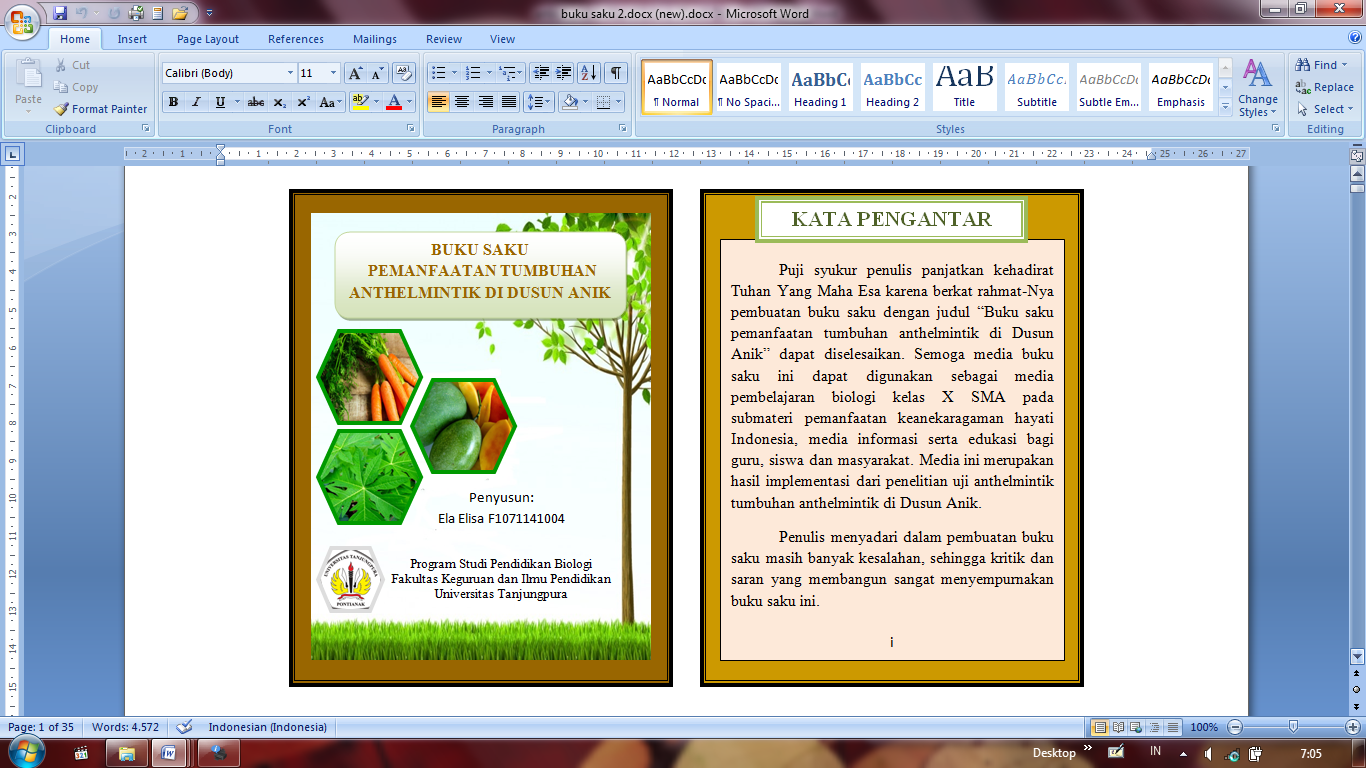 buku saku 2.docx (new).docx - Microsoft Word
Home Insert Page Layout References Mailings Review View
Paste
Cut
Copy
Format Painter
Clipboard
Calibri (Body) 11
Font
Paragraph
AaBbCcDc AaBbCcDc AaBbCc AaBbCc AaB AaBbCc. AaBbCcDc AaBbCcDc
¶ Normal ¶ No Spaci... Heading 1 Heading 2 Title Subtitle Subtle Em... Emphasis
Change Styles
Styles
Find
Replace
Select
Editing
BUKU SAKU
PEMANFAATAN TUMBUHAN
ANTHELMINTIK DI DUSUN ANIK
Penyusun:
Ela Elisa F1071141004
UNIVERSITAS TANJUNGPURA
PONTIANAK
Program Studi Pendidikan Biologi
Fakultas Keguruan dan Ilmu Pendidikan
Universitas Tanjungpura
KATA PENGANTAR
Puji syukur penulis panjatkan kehadirat
Tuhan Yang Maha Esa karena berkat rahmat-Nya
pembuatan buku saku dengan judul “Buku saku
pemanfaatan tumbuhan anthelmintik di Dusun
Anik” dapat diselesaikan. Semoga media buku
saku ini dapat digunakan sebagai media
pembelajaran biologi kelas X SMA pada
submateri pemanfaatan keanekaragaman hayati
Indonesia, media informasi serta edukasi bagi
guru, siswa dan masyarakat. Media ini merupakan
hasil implementasi dari penelitian uji anthelmintik
tumbuhan anthelmintik di Dusun Anik.
Penulis menyadari dalam pembuatan buku
saku masih banyak kesalahan, sehingga kritik dan
saran yang membangun sangat menyempurnakan
buku saku ini.
i
Page: 1 of 35 Words: 4.572 Indonesian (Indonesia) 100%
Desktop IN 7:05